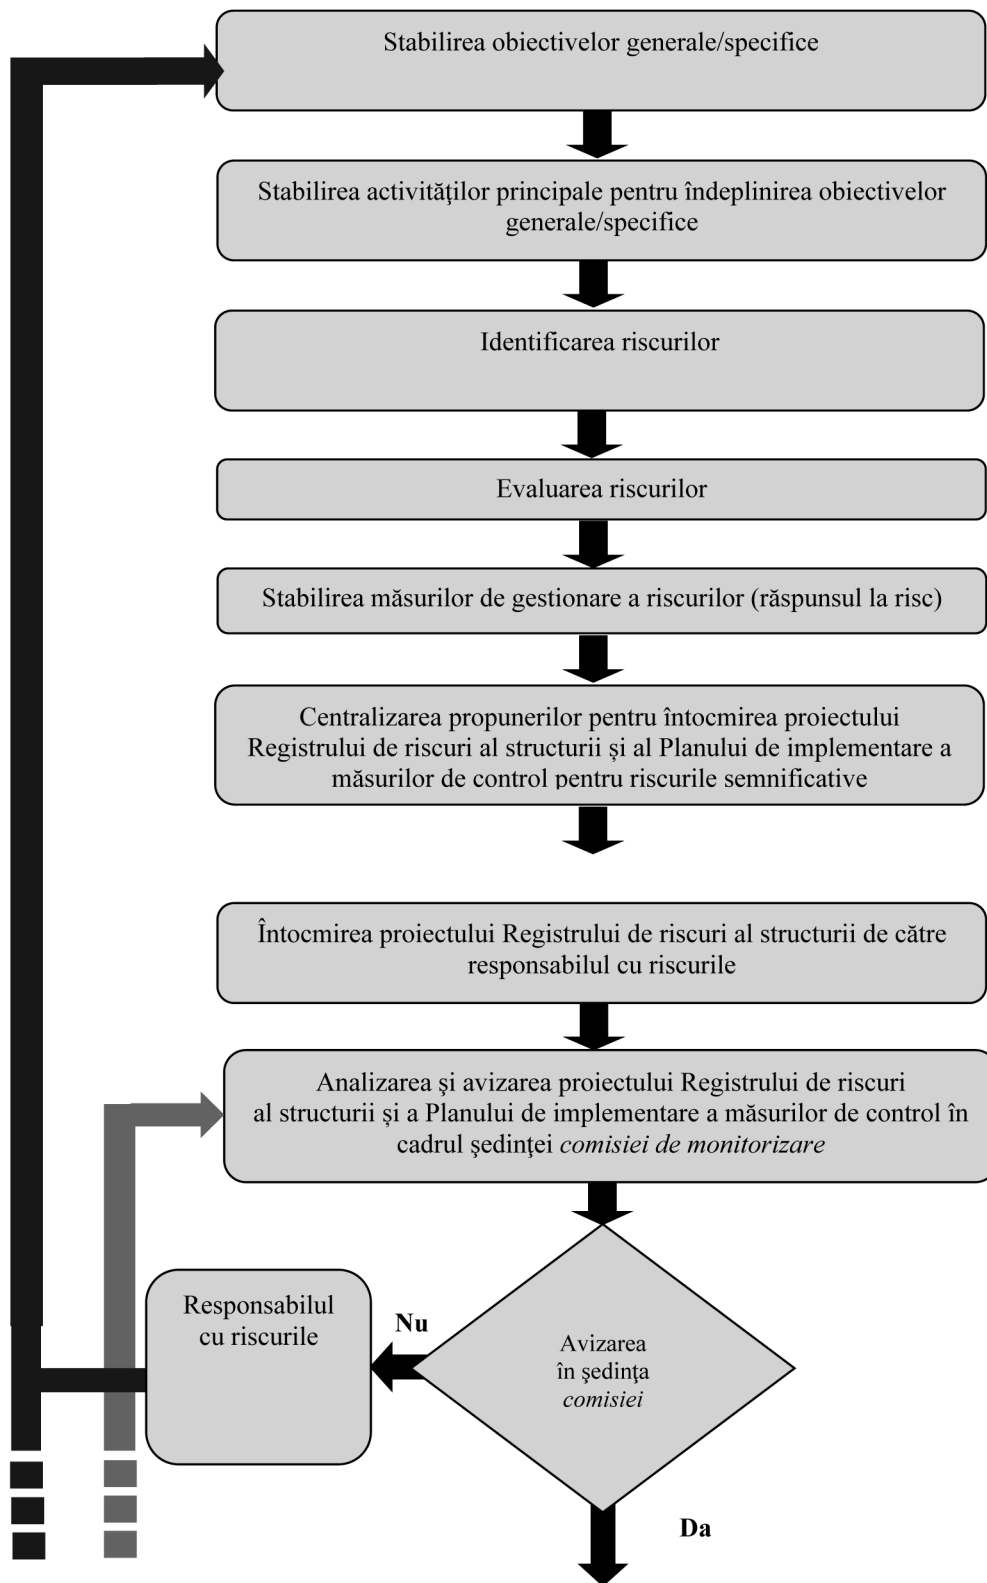 Stabilirea obiectivelor generale/specifice
Stabilirea activităţilor principale pentru îndeplinirea obiectivelor
generale/specifice
Identificarea riscurilor
Evaluarea riscurilor
Stabilirea măsurilor de gestionare a riscurilor (răspunsul la risc)
Centralizarea propunerilor pentru întocmirea proiectului
Registrului de riscuri al structurii și al Planului de implementare a
măsurilor de control pentru riscurile semnificative
Întocmirea proiectului Registrului de riscuri al structurii de către
responsabilul cu riscurile
Analizarea şi avizarea proiectului Registrului de riscuri
al structurii și a Planului de implementare a măsurilor de control în
cadrul şedinţei comisiei de monitorizare
Responsabilul
cu riscurile
Nu
Avizarea
în şedinţa
comisiei
Da